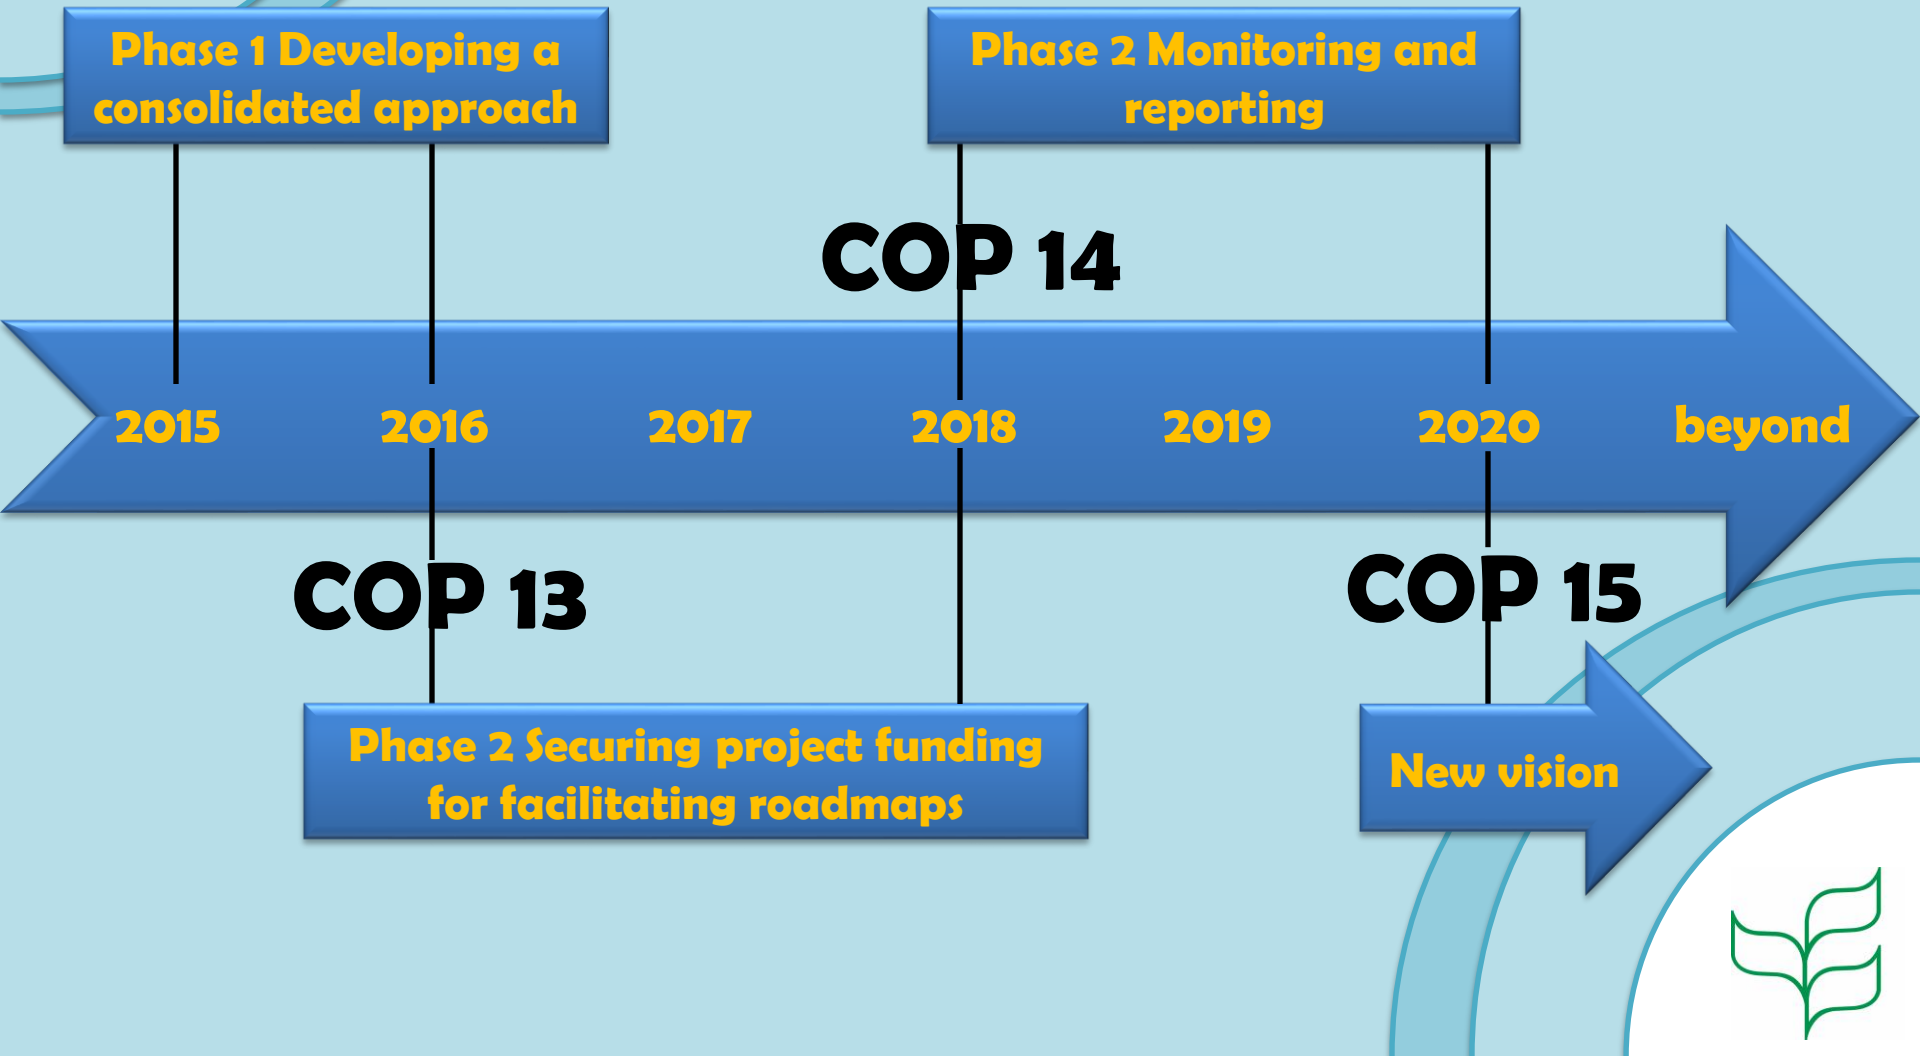 Phase 1 Developing a
consolidated approach
Phase 2 Monitoring and
reporting
COP 14
2015
2016
2017
2018
2019
2020
beyond
COP 13
COP 15
Phase 2 Securing project funding
for facilitating roadmaps
New vision